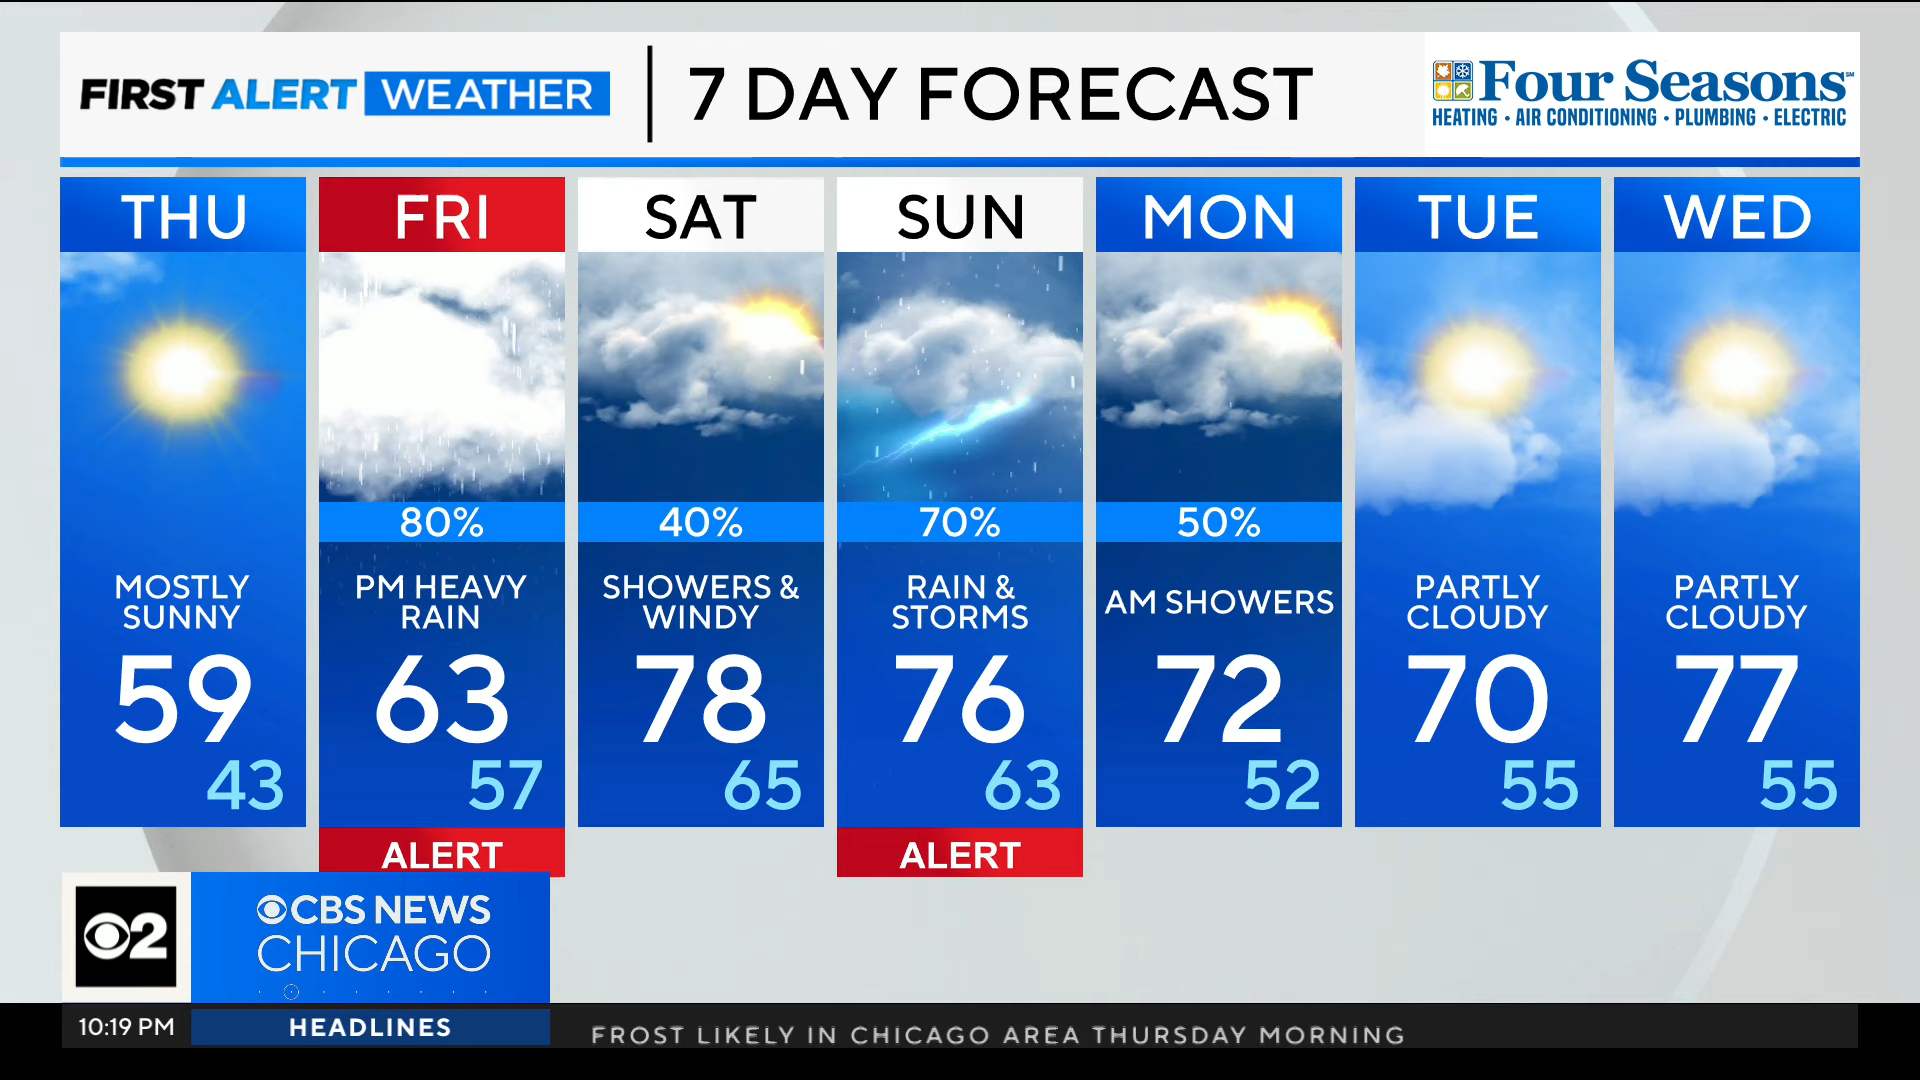 FIRST ALERT WEATHER
7 DAY FORECAST
Four Seasons℠
HEATING · AIR CONDITIONING · PLUMBING · ELECTRIC
THU
MOSTLY
SUNNY
59
43
FRI
80%
PM HEAVY
RAIN
63
57
ALERT
SAT
40%
SHOWERS &
WINDY
78
65
SUN
70%
RAIN &
STORMS
76
63
ALERT
MON
50%
AM SHOWERS
72
52
TUE
PARTLY
CLOUDY
70
55
WED
PARTLY
CLOUDY
77
55
2
CBS NEWS
CHICAGO
10:19 PM
HEADLINES
FROST LIKELY IN CHICAGO AREA THURSDAY MORNING